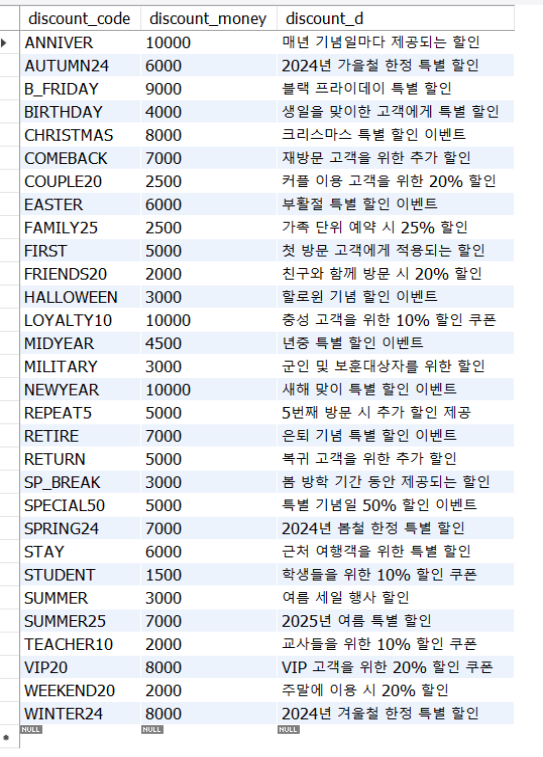 discount_code discount_money discount_d
ANNIVER 10000 매년 기념일마다 제공되는 할인
AUTUMN24 6000 2024년 가을철 한정 특별 할인
B_FRIDAY 9000 블랙 프라이데이 특별 할인
BIRTHDAY 4000 생일을 맞이한 고객에게 특별 할인
CHRISTMAS 8000 크리스마스 특별 할인 이벤트
COMEBACK 7000 재방문 고객을 위한 추가 할인
COUPLE20 2500 커플 이용 고객을 위한 20% 할인
EASTER 6000 부활절 특별 할인 이벤트
FAMILY25 2500 가족 단위 예약 시 25% 할인
FIRST 5000 첫 방문 고객에게 적용되는 할인
FRIENDS20 2000 친구와 함께 방문 시 20% 할인
HALLOWEEN 3000 할로윈 기념 할인 이벤트
LOYALTY10 10000 충성 고객을 위한 10% 할인 쿠폰
MIDYEAR 4500 년중 특별 할인 이벤트
MILITARY 3000 군인 및 보훈대상자를 위한 할인
NEWYEAR 10000 새해 맞이 특별 할인 이벤트
REPEAT5 5000 5번째 방문 시 추가 할인 제공
RETIRE 7000 은퇴 기념 특별 할인 이벤트
RETURN 5000 복귀 고객을 위한 추가 할인
SP_BREAK 3000 봄 방학 기간 동안 제공되는 할인
SPECIAL50 5000 특별 기념일 50% 할인 이벤트
SPRING24 7000 2024년 봄철 한정 특별 할인
STAY 6000 근처 여행객을 위한 특별 할인
STUDENT 1500 학생들을 위한 10% 할인 쿠폰
SUMMER 3000 여름 세일 행사 할인
SUMMER25 7000 2025년 여름 특별 할인
TEACHER10 2000 교사들을 위한 10% 할인 쿠폰
VIP20 8000 VIP 고객을 위한 20% 할인 쿠폰
WEEKEND20 2000 주말에 이용 시 20% 할인
WINTER24 8000 2024년 겨울철 한정 특별 할인
NULL NULL NULL